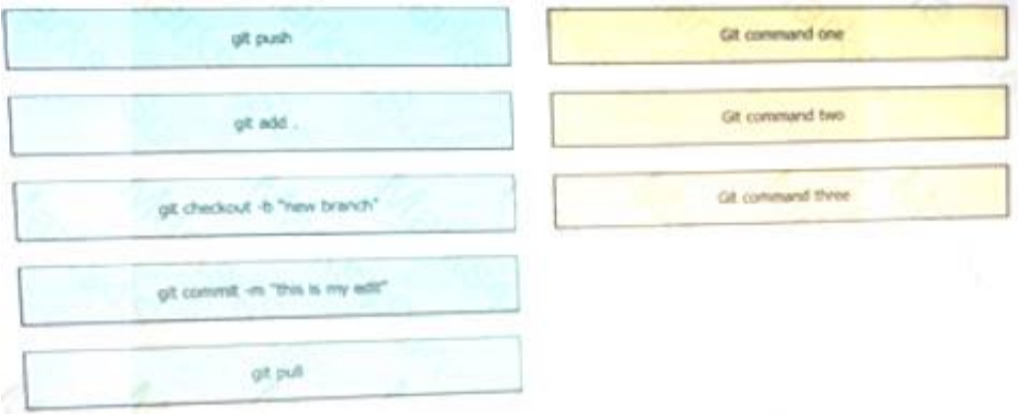 git push
git add .
git checkout -b "new branch"
git commit -m "this is my edit"
git pull
Git command one
Git command two
Git command three